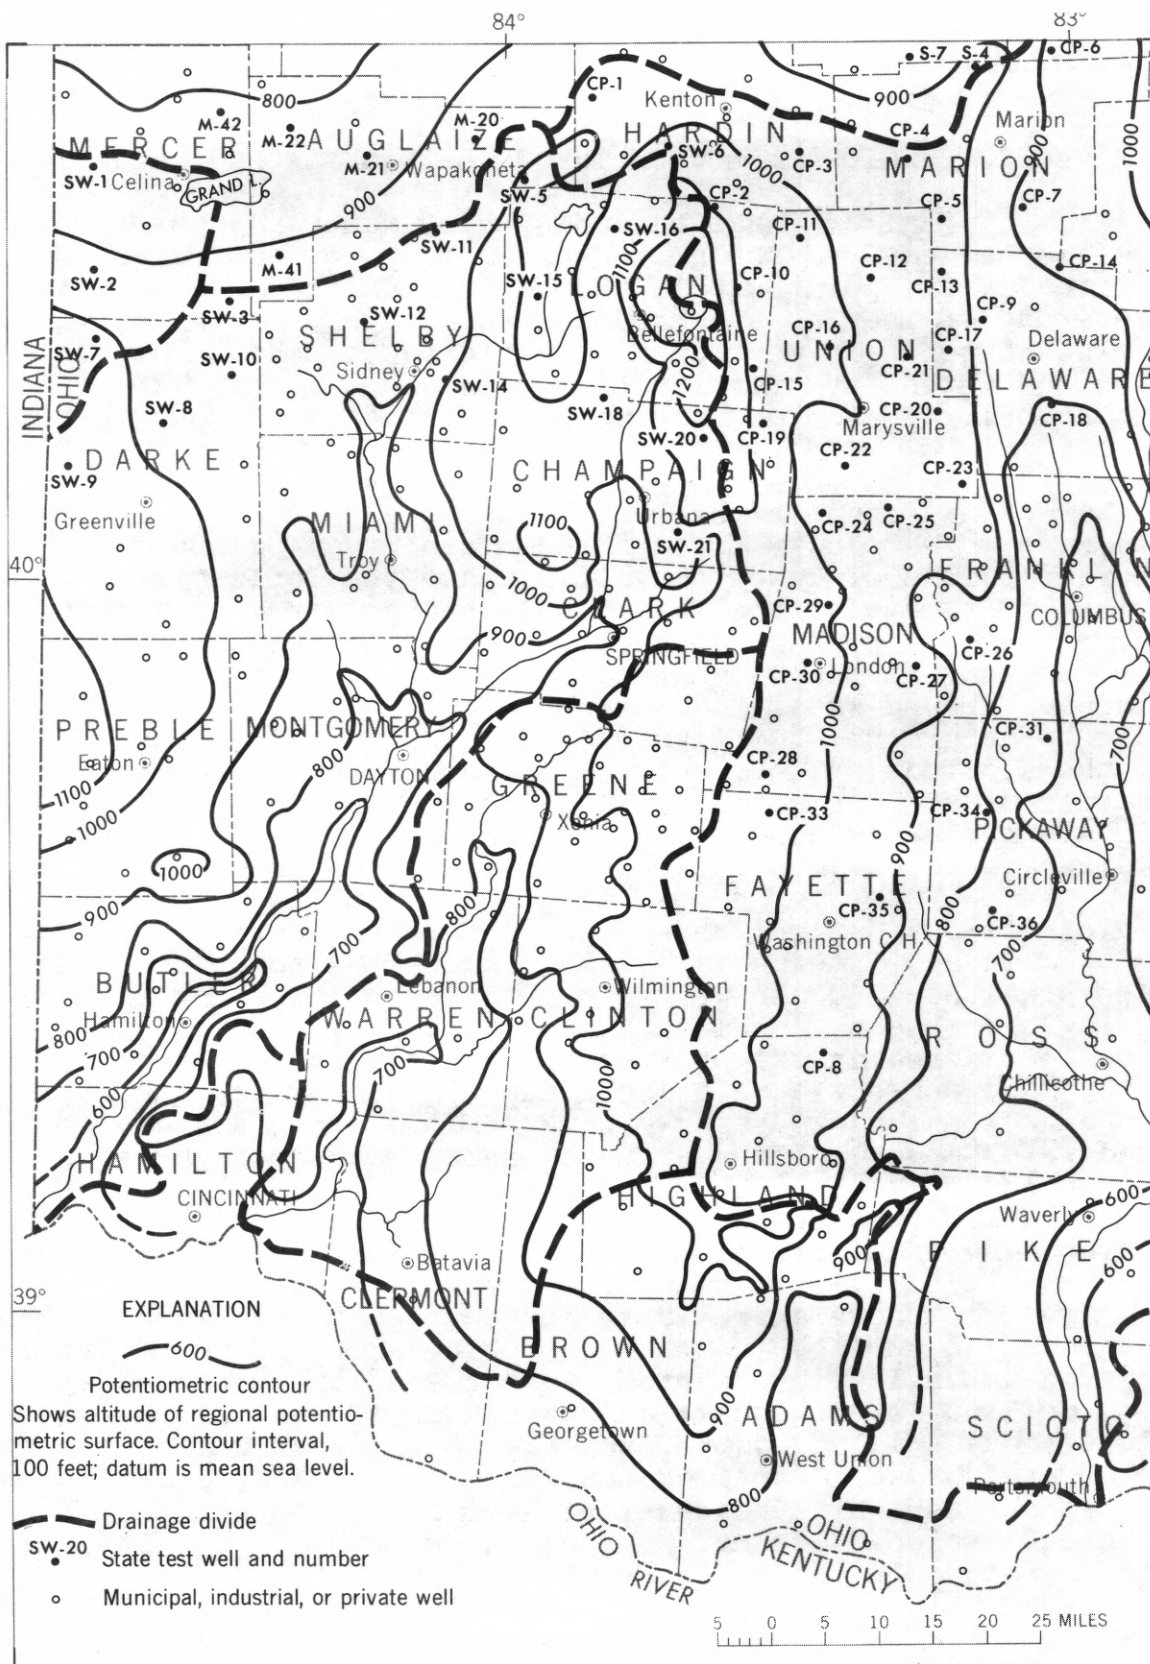 84°
83°
S-7
S-4
CP-6
800
CP-1
900
Kenton
M-42
M-20
CP-4
Marion
MERCER
M-22
AUGLAIZE
HARDIN
1000
900
1000
M-21
Wapakoneta
SW-6
CP-3
MARION
SW-1
Celina
GRAND L.
SW-5
CP-2
CP-5
CP-7
900
SW-11
SW-16
CP-11
M-41
1100
CP-12
CP-14
SW-2
SW-15
LOGAN
CP-10
CP-13
SW-3
SW-12
CP-9
SHELBY
Bellefontaine
CP-16
CP-17
SW-7
UNION
Delaware
INDIANA
OHIO
SW-10
Sidney
CP-21
DELAWARE
SW-14
1200
CP-15
SW-8
SW-18
CP-20
Marysville
CP-18
SW-20
CP-19
DARKE
CP-22
SW-9
CHAMPAIGN
CP-23
Greenville
MIAMI
1100
Urbana
CP-24
CP-25
SW-21
40°
Troy
1000
FRANKLIN
CLARK
CP-29
COLUMBUS
900
MADISON
SPRINGFIELD
CP-26
CP-30
London
CP-27
PREBLE
MONTGOMERY
1000
CP-31
700
Eaton
800
DAYTON
CP-28
GREENE
1100
Xenia
CP-33
CP-34
1000
PICKAWAY
900
1000
FAYETTE
Circleville
900
800
CP-35
800
CP-36
700
Washington C.H.
700
BUTLER
Lebanon
Wilmington
Hamilton
WARREN
CLINTON
800
ROSS
700
700
CP-8
1000
Chillicothe
600
HAMILTON
Hillsboro
CINCINNATI
HIGHLAND
600
Waverly
900
PIKE
Batavia
600
39°
EXPLANATION
CLERMONT
600
BROWN
Potentiometric contour
Shows altitude of regional potentio-
metric surface. Contour interval,
100 feet; datum is mean sea level.
900
ADAMS
SCIOTO
Georgetown
West Union
Portsmouth
800
Drainage divide
SW-20
State test well and number
Municipal, industrial, or private well
OHIO
RIVER
OHIO
KENTUCKY
5 0 5 10 15 20 25 MILES